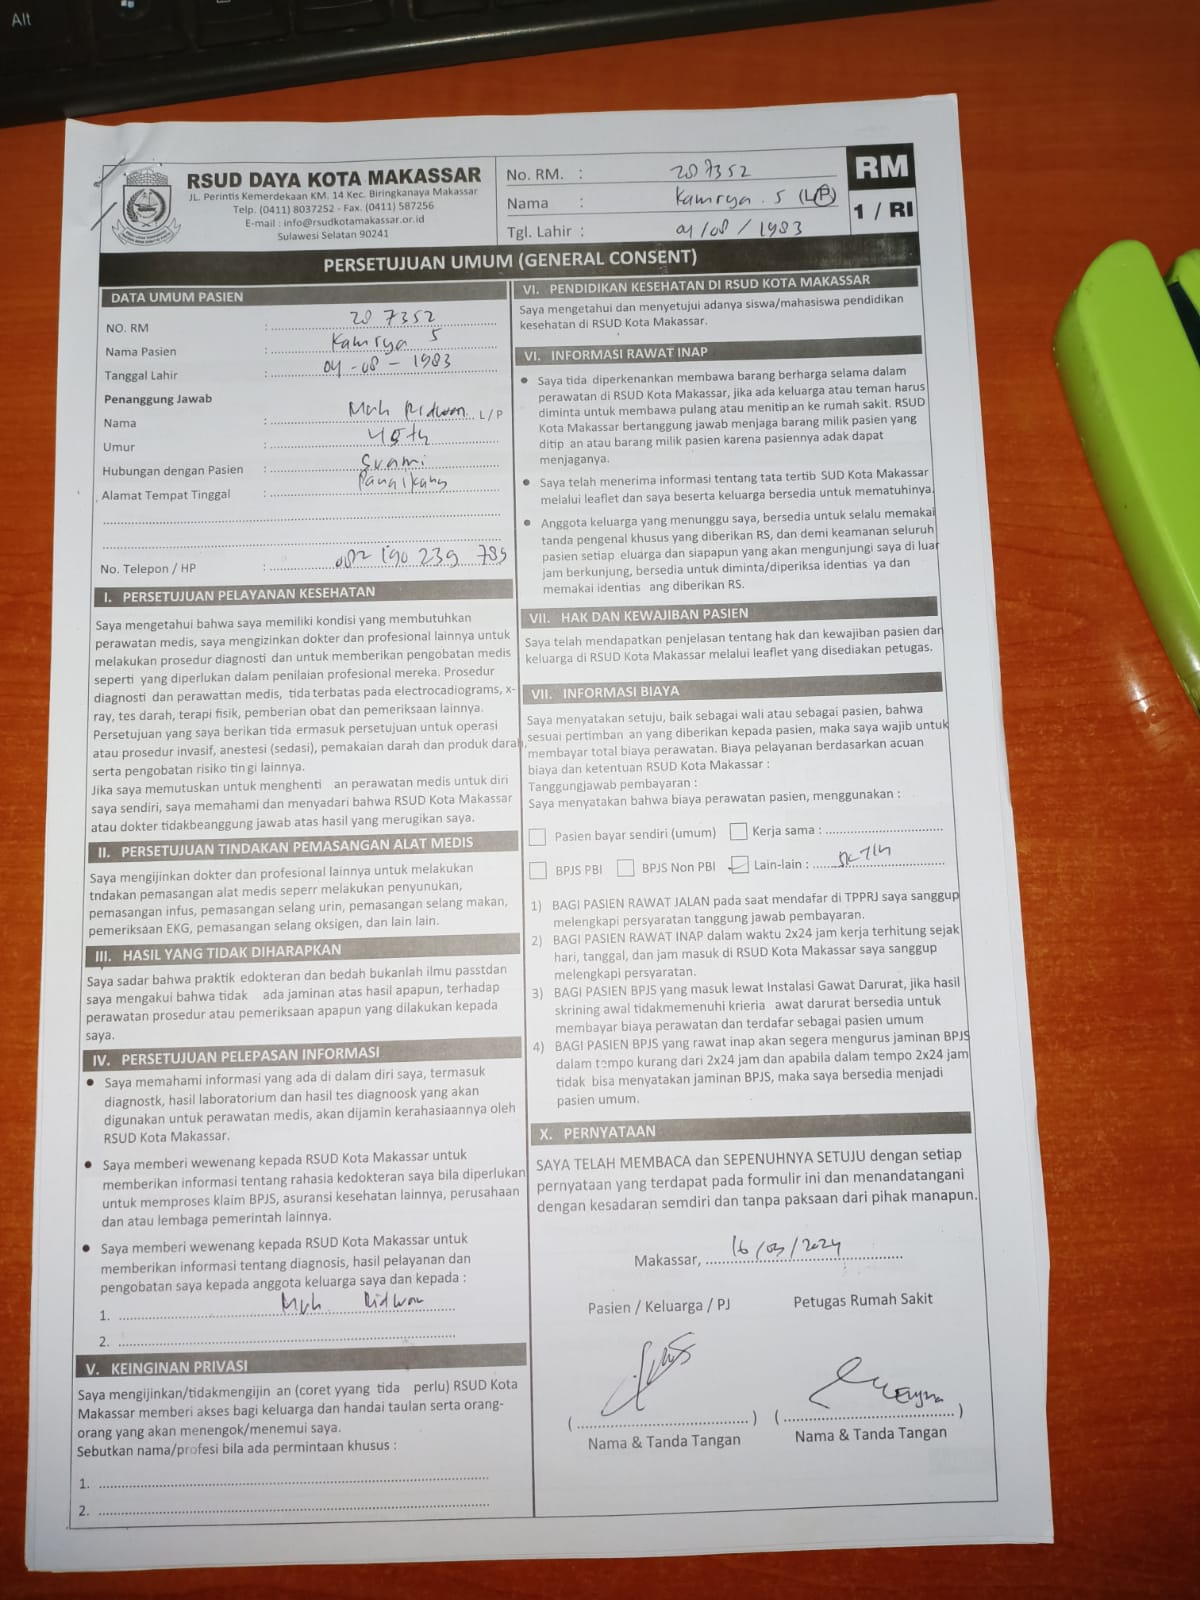 Alt
RSUD DAYA KOTA MAKASSAR
JL. Perintis Kemerdekaan KM. 14 Kec. Biringkanaya Makassar
Telp. (0411) 8037252 - Fax. (0411) 587256
E-mail : info@rsudkotamakassar.or.id
Sulawesi Selatan 90241
No. RM. : 207352
Nama : Kamrya. S (L/P)
Tgl. Lahir : 04/08/1983
RM
1 / RI
PERSETUJUAN UMUM (GENERAL CONSENT)
DATA UMUM PASIEN
NO. RM : 207352
Nama Pasien : Kamrya S
Tanggal Lahir : 04-08-1983
Penanggung Jawab
Nama : Muh Ridwan L/P
Umur : 45 th
Hubungan dengan Pasien : Suami
Alamat Tempat Tinggal :
No. Telepon / HP : 082 190 239 785
I. PERSETUJUAN PELAYANAN KESEHATAN
Saya mengetahui bahwa saya memiliki kondisi yang membutuhkan
perawatan medis, saya mengizinkan dokter dan profesional lainnya untuk
melakukan prosedur diagnosti dan untuk memberikan pengobatan medis
seperti yang diperlukan dalam penilaian profesional mereka. Prosedur
diagnosti dan perawattan medis, tida terbatas pada electrocadiograms, x-
ray, tes darah, terapi fisik, pemberian obat dan pemeriksaan lainnya.
Persetujuan yang saya berikan tida ermasuk persetujuan untuk operasi
atau prosedur invasif, anestesi (sedasi), pemakaian darah dan produk darah,
serta pengobatan risiko tin gi lainnya.
Jika saya memutuskan untuk menghenti an perawatan medis untuk diri
saya sendiri, saya memahami dan menyadari bahwa RSUD Kota Makassar
atau dokter tidakbeanggung jawab atas hasil yang merugikan saya.
II. PERSETUJUAN TINDAKAN PEMASANGAN ALAT MEDIS
Saya mengijinkan dokter dan profesional lainnya untuk melakukan
tndakan pemasangan alat medis seperr melakukan penyunukan,
pemasangan infus, pemasangan selang urin, pemasangan selang makan,
pemeriksaan EKG, pemasangan selang oksigen, dan lain lain.
III. HASIL YANG TIDAK DIHARAPKAN
Saya sadar bahwa praktik edokteran dan bedah bukanlah ilmu passtdan
saya mengakui bahwa tidak ada jaminan atas hasil apapun, terhadap
perawatan prosedur atau pemeriksaan apapun yang dilakukan kepada
saya.
IV. PERSETUJUAN PELEPASAN INFORMASI
• Saya memahami informasi yang ada di dalam diri saya, termasuk
diagnostk, hasil laboratorium dan hasil tes diagnoosk yang akan
digunakan untuk perawatan medis, akan dijamin kerahasiaannya oleh
RSUD Kota Makassar.
• Saya memberi wewenang kepada RSUD Kota Makassar untuk
memberikan informasi tentang rahasia kedokteran saya bila diperlukan
untuk memproses klaim BPJS, asuransi kesehatan lainnya, perusahaan
dan atau lembaga pemerintah lainnya.
• Saya memberi wewenang kepada RSUD Kota Makassar untuk
memberikan informasi tentang diagnosis, hasil pelayanan dan
pengobatan saya kepada anggota keluarga saya dan kepada :
1. Muh Ridwan
2.
V. KEINGINAN PRIVASI
Saya mengijinkan/tidakmengijin an (coret yyang tida perlu) RSUD Kota
Makassar memberi akses bagi keluarga dan handai taulan serta orang-
orang yang akan menengok/menemui saya.
Sebutkan nama/profesi bila ada permintaan khusus :
1.
2.
VI. PENDIDIKAN KESEHATAN DI RSUD KOTA MAKASSAR
Saya mengetahui dan menyetujui adanya siswa/mahasiswa pendidikan
kesehatan di RSUD Kota Makassar.
VI. INFORMASI RAWAT INAP
• Saya tida diperkenankan membawa barang berharga selama dalam
perawatan di RSUD Kota Makassar, jika ada keluarga atau teman harus
diminta untuk membawa pulang atau menitip an ke rumah sakit. RSUD
Kota Makassar bertanggung jawab menjaga barang milik pasien yang
ditip an atau barang milik pasien karena pasiennya adak dapat
menjaganya.
• Saya telah menerima informasi tentang tata tertib SUD Kota Makassar
melalui leaflet dan saya beserta keluarga bersedia untuk mematuhinya.
• Anggota keluarga yang menunggu saya, bersedia untuk selalu memakai
tanda pengenal khusus yang diberikan RS, dan demi keamanan seluruh
pasien setiap eluarga dan siapapun yang akan mengunjungi saya di luar
jam berkunjung, bersedia untuk diminta/diperiksa identias ya dan
memakai identias ang diberikan RS.
VII. HAK DAN KEWAJIBAN PASIEN
Saya telah mendapatkan penjelasan tentang hak dan kewajiban pasien dan
keluarga di RSUD Kota Makassar melalui leaflet yang disediakan petugas.
VII. INFORMASI BIAYA
Saya menyatakan setuju, baik sebagai wali atau sebagai pasien, bahwa
sesuai pertimban an yang diberikan kepada pasien, maka saya wajib untuk
membayar total biaya perawatan. Biaya pelayanan berdasarkan acuan
biaya dan ketentuan RSUD Kota Makassar :
Tanggungjawab pembayaran :
Saya menyatakan bahwa biaya perawatan pasien, menggunakan :
Pasien bayar sendiri (umum) Kerja sama :
BPJS PBI BPJS Non PBI Lain-lain :
1) BAGI PASIEN RAWAT JALAN pada saat mendafar di TPPRJ saya sanggup
melengkapi persyaratan tanggung jawab pembayaran.
2) BAGI PASIEN RAWAT INAP dalam waktu 2x24 jam kerja terhitung sejak
hari, tanggal, dan jam masuk di RSUD Kota Makassar saya sanggup
melengkapi persyaratan.
3) BAGI PASIEN BPJS yang masuk lewat Instalasi Gawat Darurat, jika hasil
skrining awal tidakmemenuhi krieria awat darurat bersedia untuk
membayar biaya perawatan dan terdafar sebagai pasien umum
4) BAGI PASIEN BPJS yang rawat inap akan segera mengurus jaminan BPJS
dalam tempo kurang dari 2x24 jam dan apabila dalam tempo 2x24 jam
tidak bisa menyatakan jaminan BPJS, maka saya bersedia menjadi
pasien umum.
X. PERNYATAAN
SAYA TELAH MEMBACA dan SEPENUHNYA SETUJU dengan setiap
pernyataan yang terdapat pada formulir ini dan menandatangani
dengan kesadaran semdiri dan tanpa paksaan dari pihak manapun.
Makassar, 16/03/2024
Pasien / Keluarga / PJ Petugas Rumah Sakit
Nama & Tanda Tangan Nama & Tanda Tangan